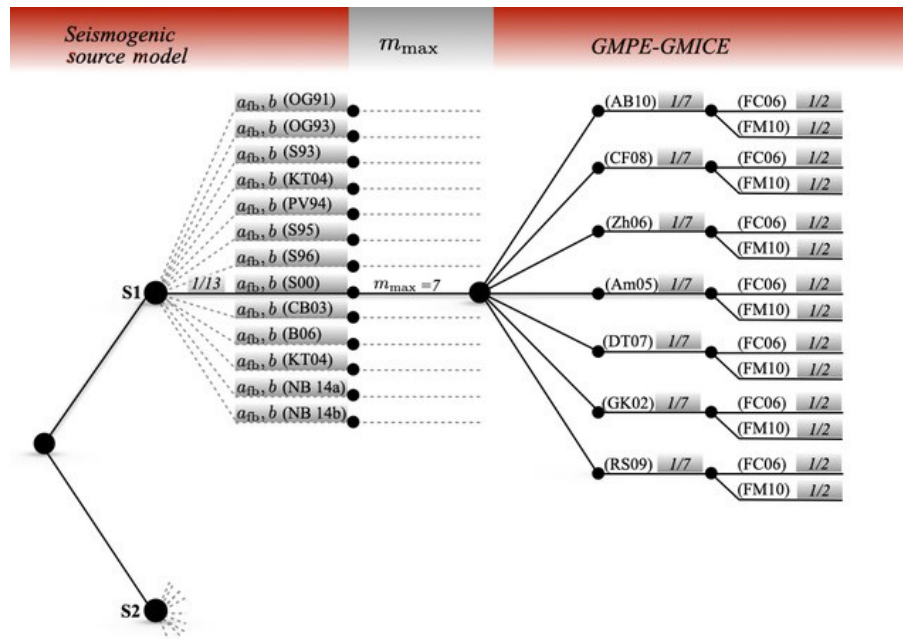 Seismogenic
source model
m_max
GMPE-GMICE
a_fb, b (OG91)
a_fb, b (OG93)
a_fb, b (S93)
a_fb, b (KT04)
a_fb, b (PV94)
a_fb, b (S95)
a_fb, b (S96)
S1 1/13 a_fb, b (S00) m_max =7
a_fb, b (CB03)
a_fb, b (B06)
a_fb, b (KT04)
a_fb, b (NB 14a)
a_fb, b (NB 14b)
(AB10) 1/7 (FC06) 1/2
(FM10) 1/2
(CF08) 1/7 (FC06) 1/2
(FM10) 1/2
(Zh06) 1/7 (FC06) 1/2
(FM10) 1/2
(Am05) 1/7 (FC06) 1/2
(FM10) 1/2
(DT07) 1/7 (FC06) 1/2
(FM10) 1/2
(GK02) 1/7 (FC06) 1/2
(FM10) 1/2
(RS09) 1/7 (FC06) 1/2
(FM10) 1/2
S2